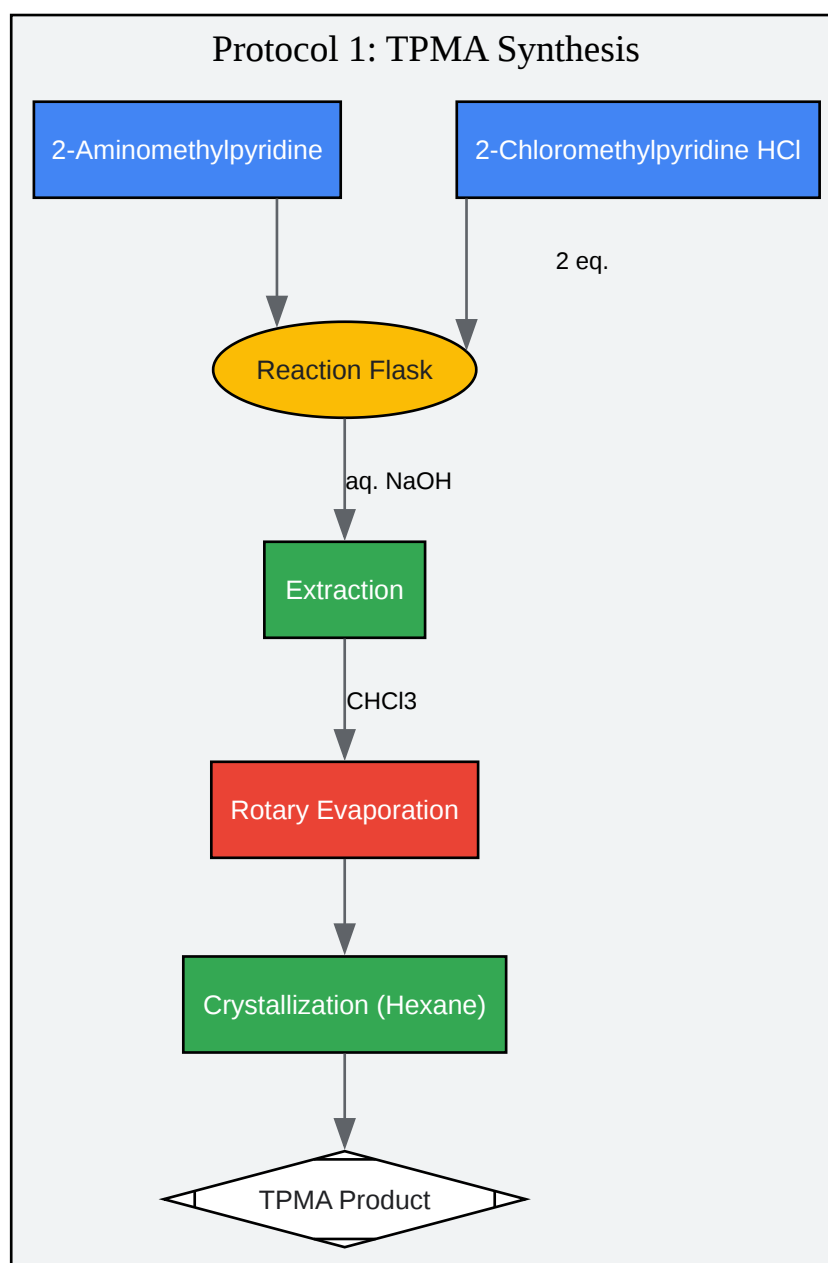 Protocol 1: TPMA Synthesis
2-Aminomethylpyridine
2-Chloromethylpyridine HCl
2 eq.
Reaction Flask
aq. NaOH
Extraction
CHCl3
Rotary Evaporation
Crystallization (Hexane)
TPMA Product